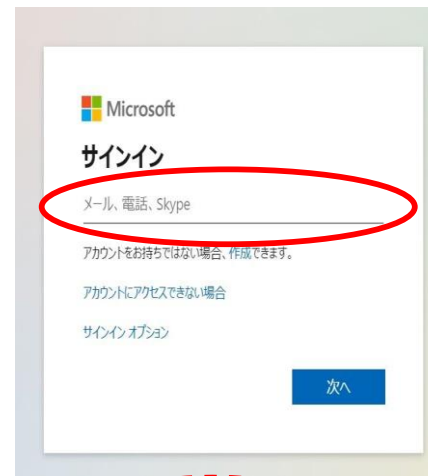 Microsoft
サインイン
メール、電話、Skype
アカウントをお持ちではない場合、作成できます。
アカウントにアクセスできない場合
サインイン オプション
次へ